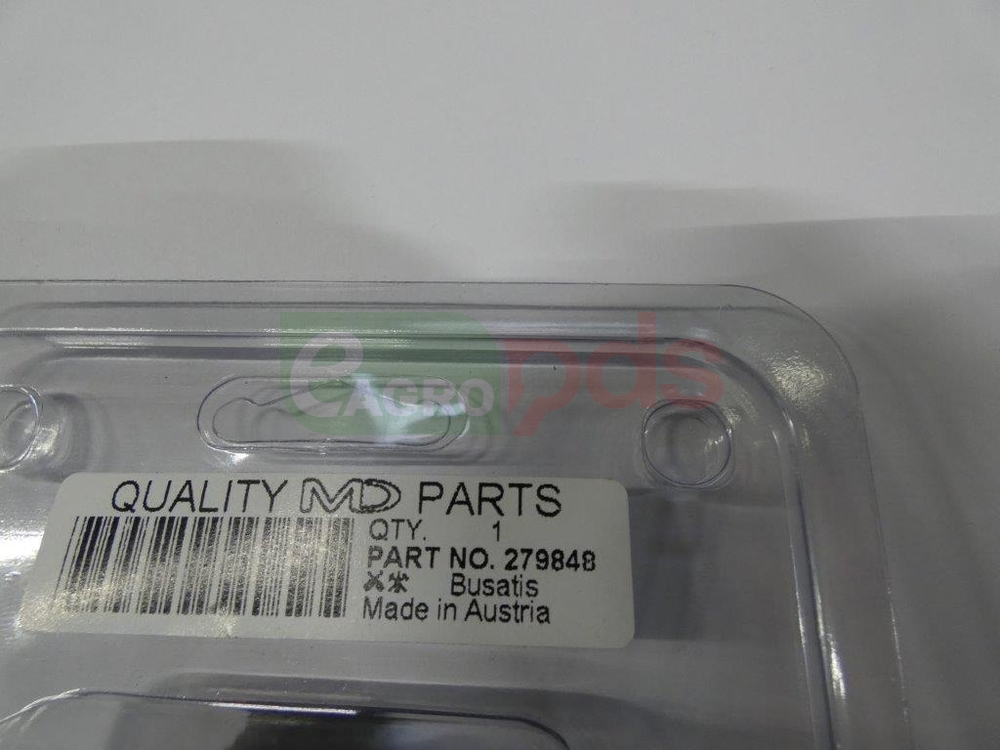 eAGRO pds
QUALITY MD PARTS
QTY. 1
PART NO. 279848
Busatis
Made in Austria